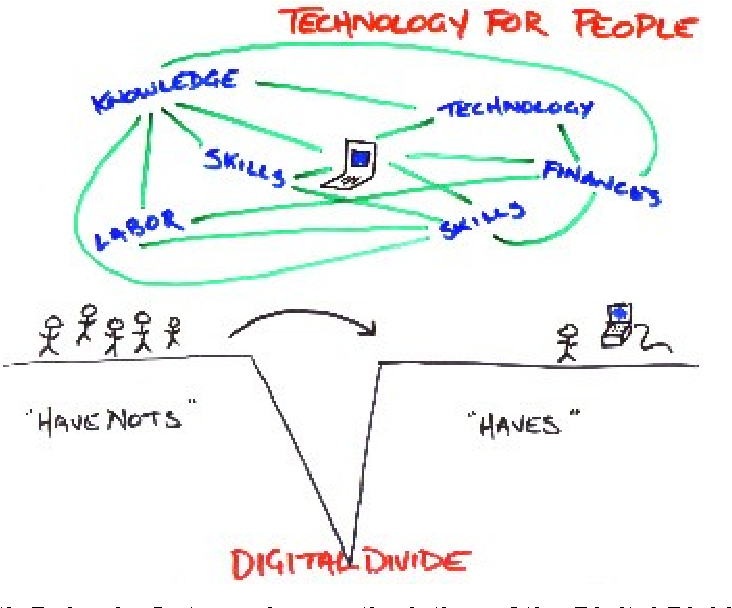 TECHNOLOGY FOR PEOPLE
KNOWLEDGE
TECHNOLOGY
SKILLS
FINANCES
LABOR
SKILLS
"HAVE NOTS"
"HAVES"
DIGITAL DIVIDE